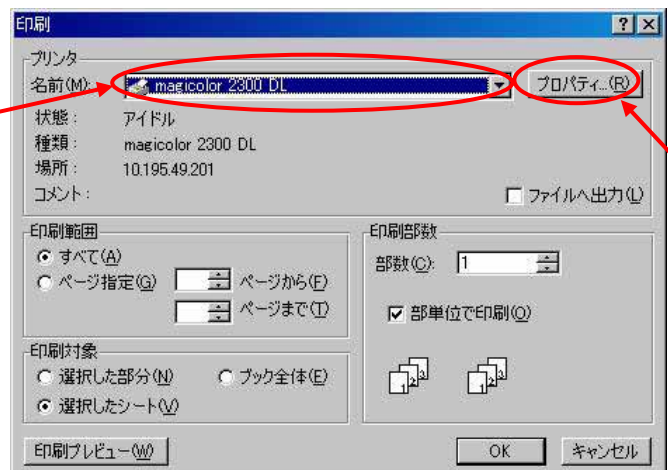 印刷
プリンタ
名前(M): magicolor 2300 DL プロパティ...(R)
状態: アイドル
種類: magicolor 2300 DL
場所: 10.195.49.201
コメント: ファイルへ出力(L)
印刷範囲
すべて(A)
ページ指定(G) ページから(F)
ページまで(T)
印刷部数
部数(C): 1
部単位で印刷(O)
1 2 3 1 2 3
印刷対象
選択した部分(N) ブック全体(E)
選択したシート(V)
印刷プレビュー(W) OK キャンセル